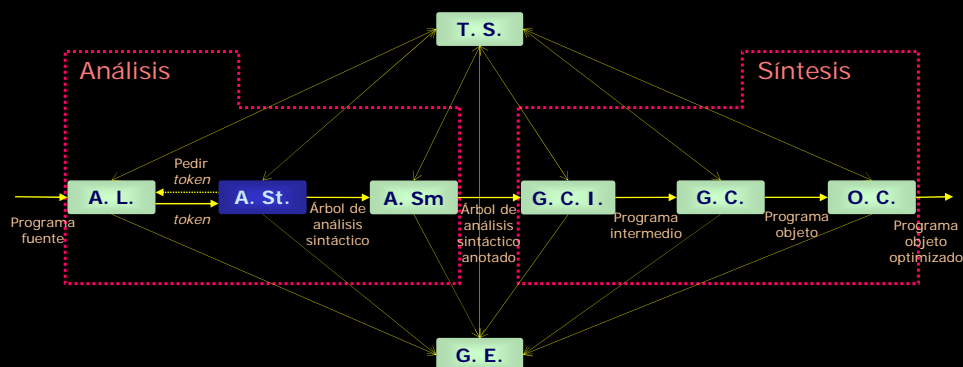 T. S.
Análisis
Síntesis
Pedir
token
A. L.
A. St.
A. Sm
G. C. I.
G. C.
O. C.
Programa
fuente
token
Árbol de
análisis
sintáctico
Árbol de
análisis
sintáctico
anotado
Programa
intermedio
Programa
objeto
Programa
objeto
optimizado
G. E.